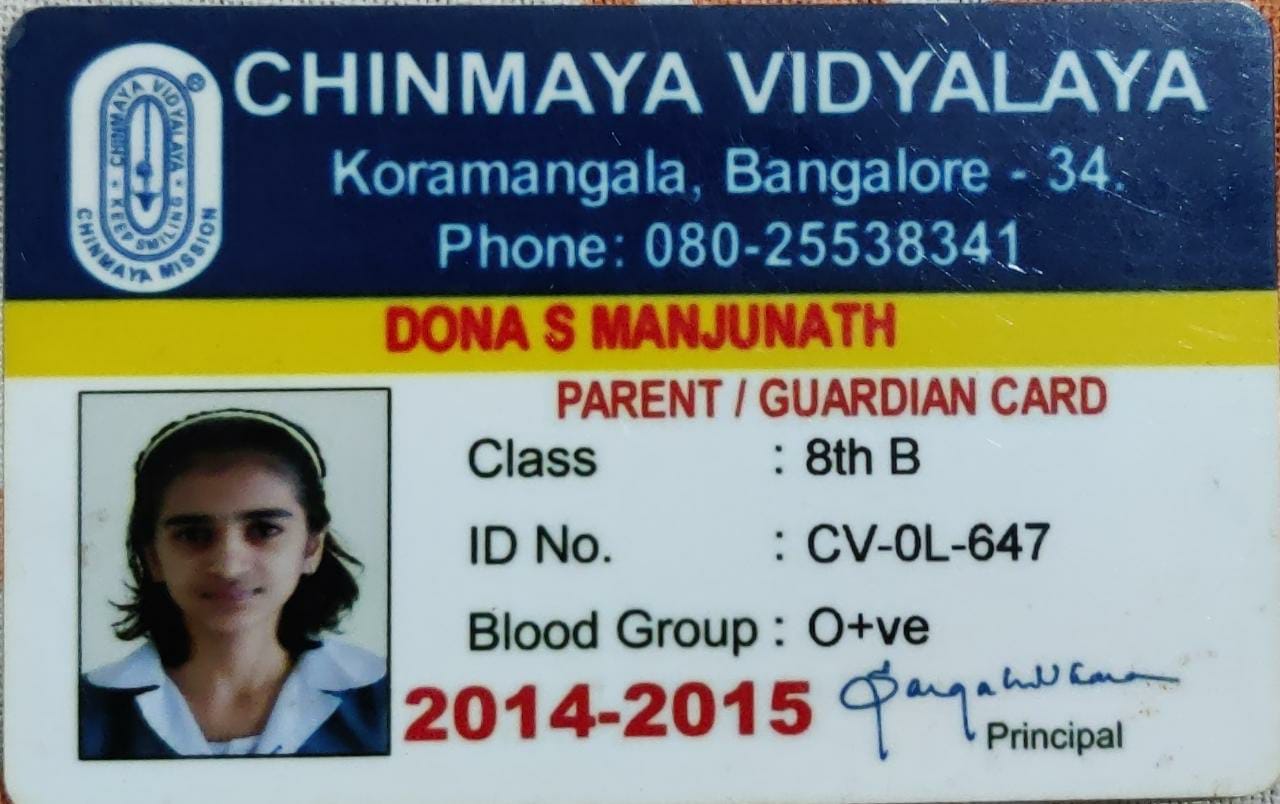 CHINMAYA VIDYALAYA
Koramangala, Bangalore - 34.
Phone: 080-25538341
CHINMAYA VIDYALAYA
KEEP SMILING
CHINMAYA MISSION
®
DONA S MANJUNATH
PARENT / GUARDIAN CARD
Class : 8th B
ID No. : CV-0L-647
Blood Group : O+ve
2014-2015
Principal